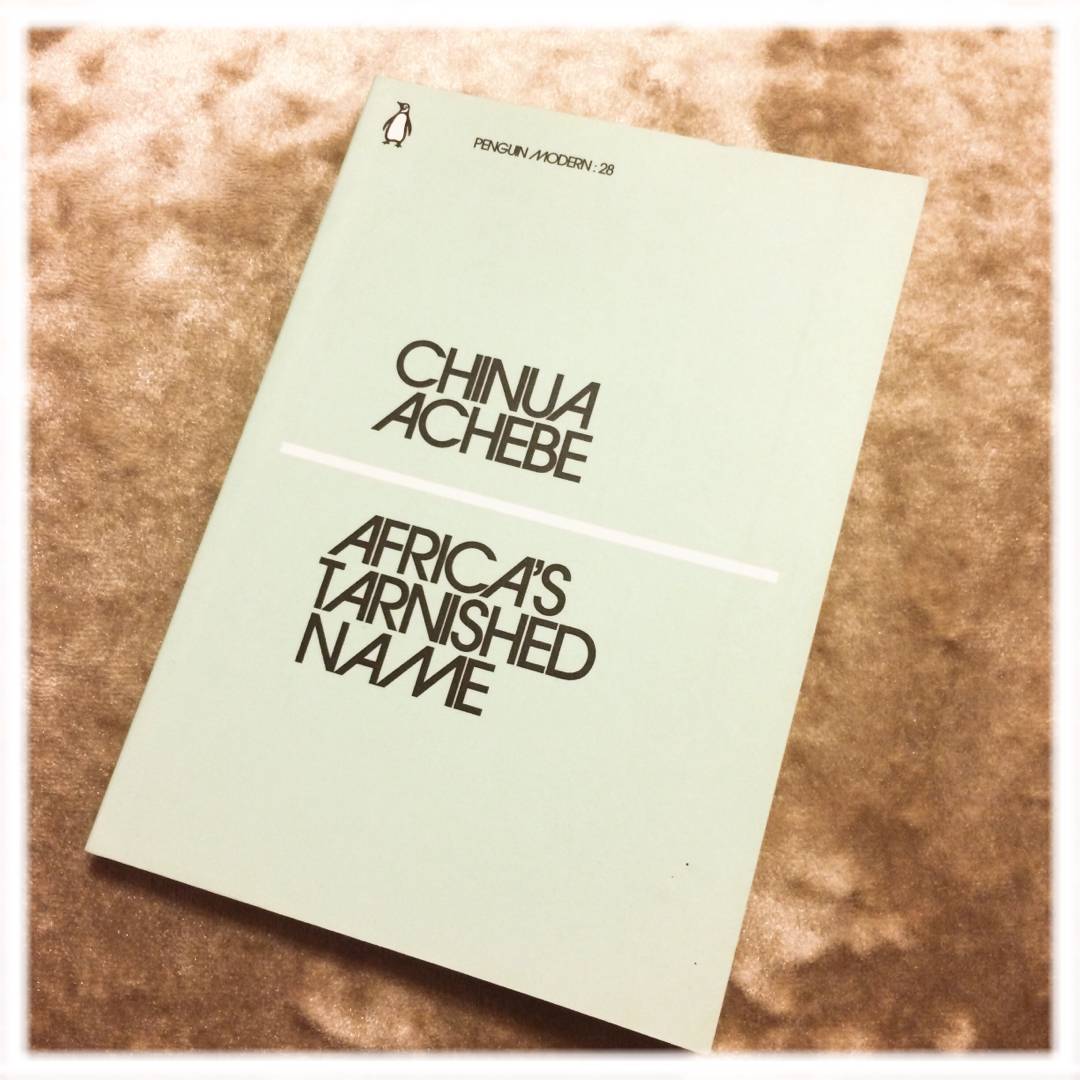 PENGUIN MODERN : 28
CHINUA
ACHEBE
AFRICA'S
TARNISHED
NAME